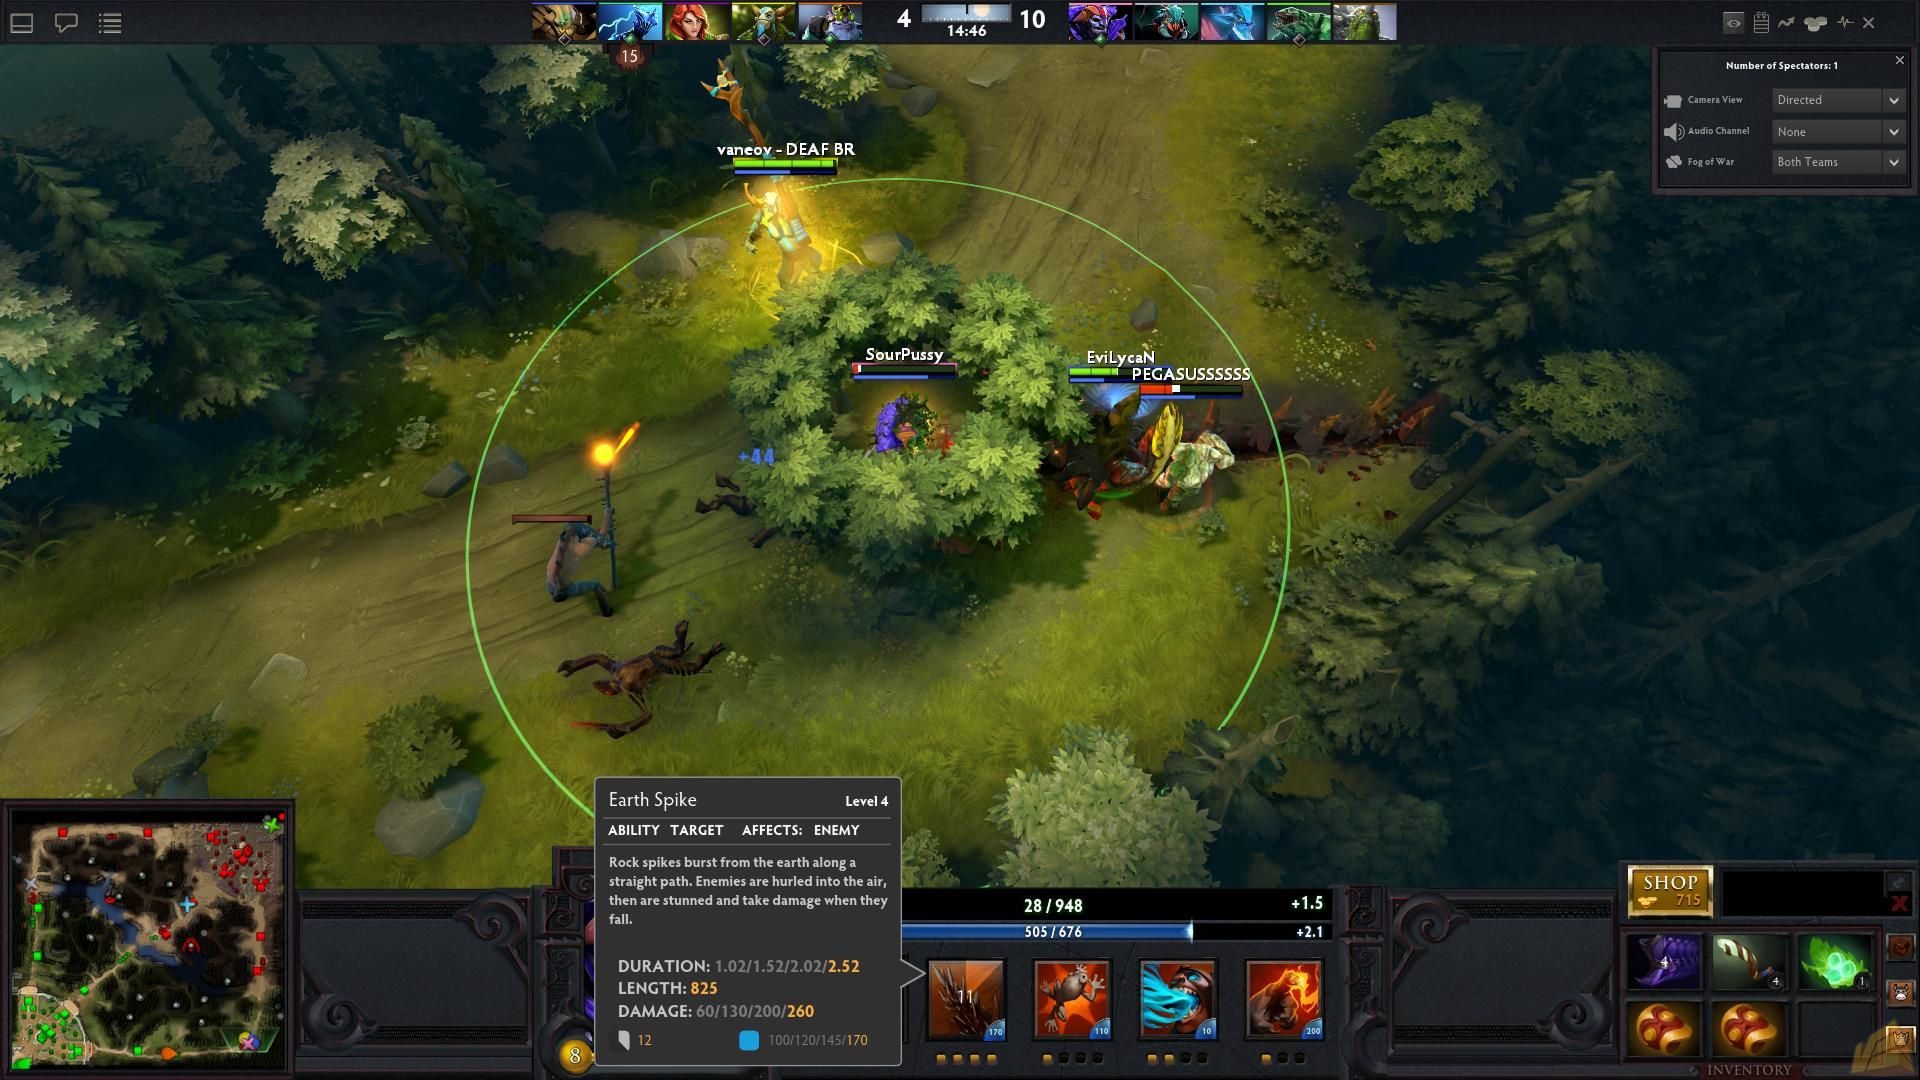 4
14:46
10
15
Number of Spectators: 1
Camera View
Directed
Audio Channel
None
Fog of War
Both Teams
vaneov - DEAF BR
SourPussy
EviLycaN
PEGASUSSSSSS
+44
Earth Spike
Level 4
ABILITY TARGET AFFECTS: ENEMY
Rock spikes burst from the earth along a
straight path. Enemies are hurled into the air,
then are stunned and take damage when they
fall.
DURATION: 1.02/1.52/2.02/2.52
LENGTH: 825
DAMAGE: 60/130/200/260
12
100/120/145/170
8
28 / 948
+1.5
505 / 676
+2.1
11
170
110
10
200
SHOP
715
4
4
1
INVENTORY